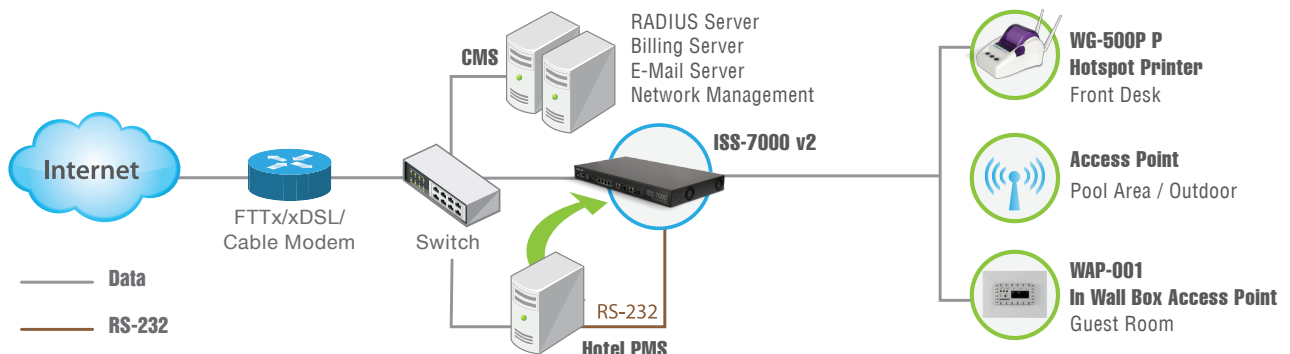 RADIUS Server
Billing Server
E-Mail Server
Network Management
CMS
WG-500P P
Hotspot Printer
Front Desk
ISS-7000 v2
Internet
Access Point
Pool Area / Outdoor
FTTx/xDSL/
Cable Modem
Switch
ISS-7000
Data
RS-232
RS-232
Hotel PMS
WAP-001
In Wall Box Access Point
Guest Room